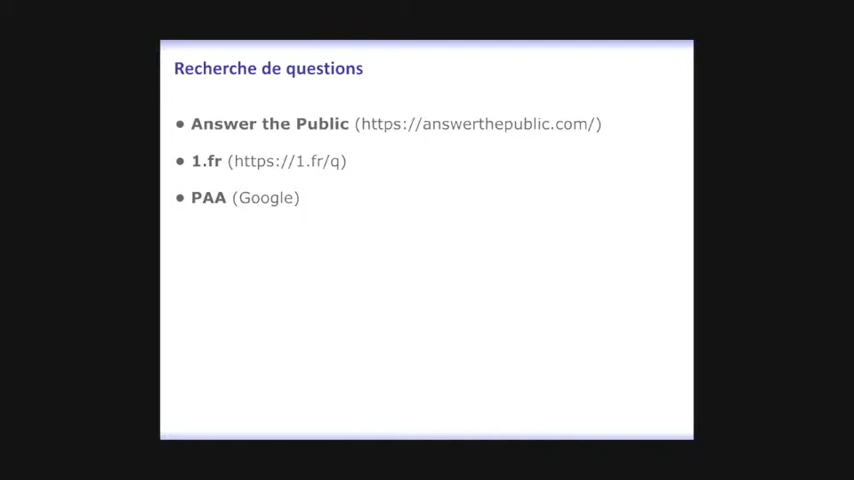 Recherche de questions
● Answer the Public (https://answerthepublic.com/)
● 1.fr (https://1.fr/q)
● PAA (Google)